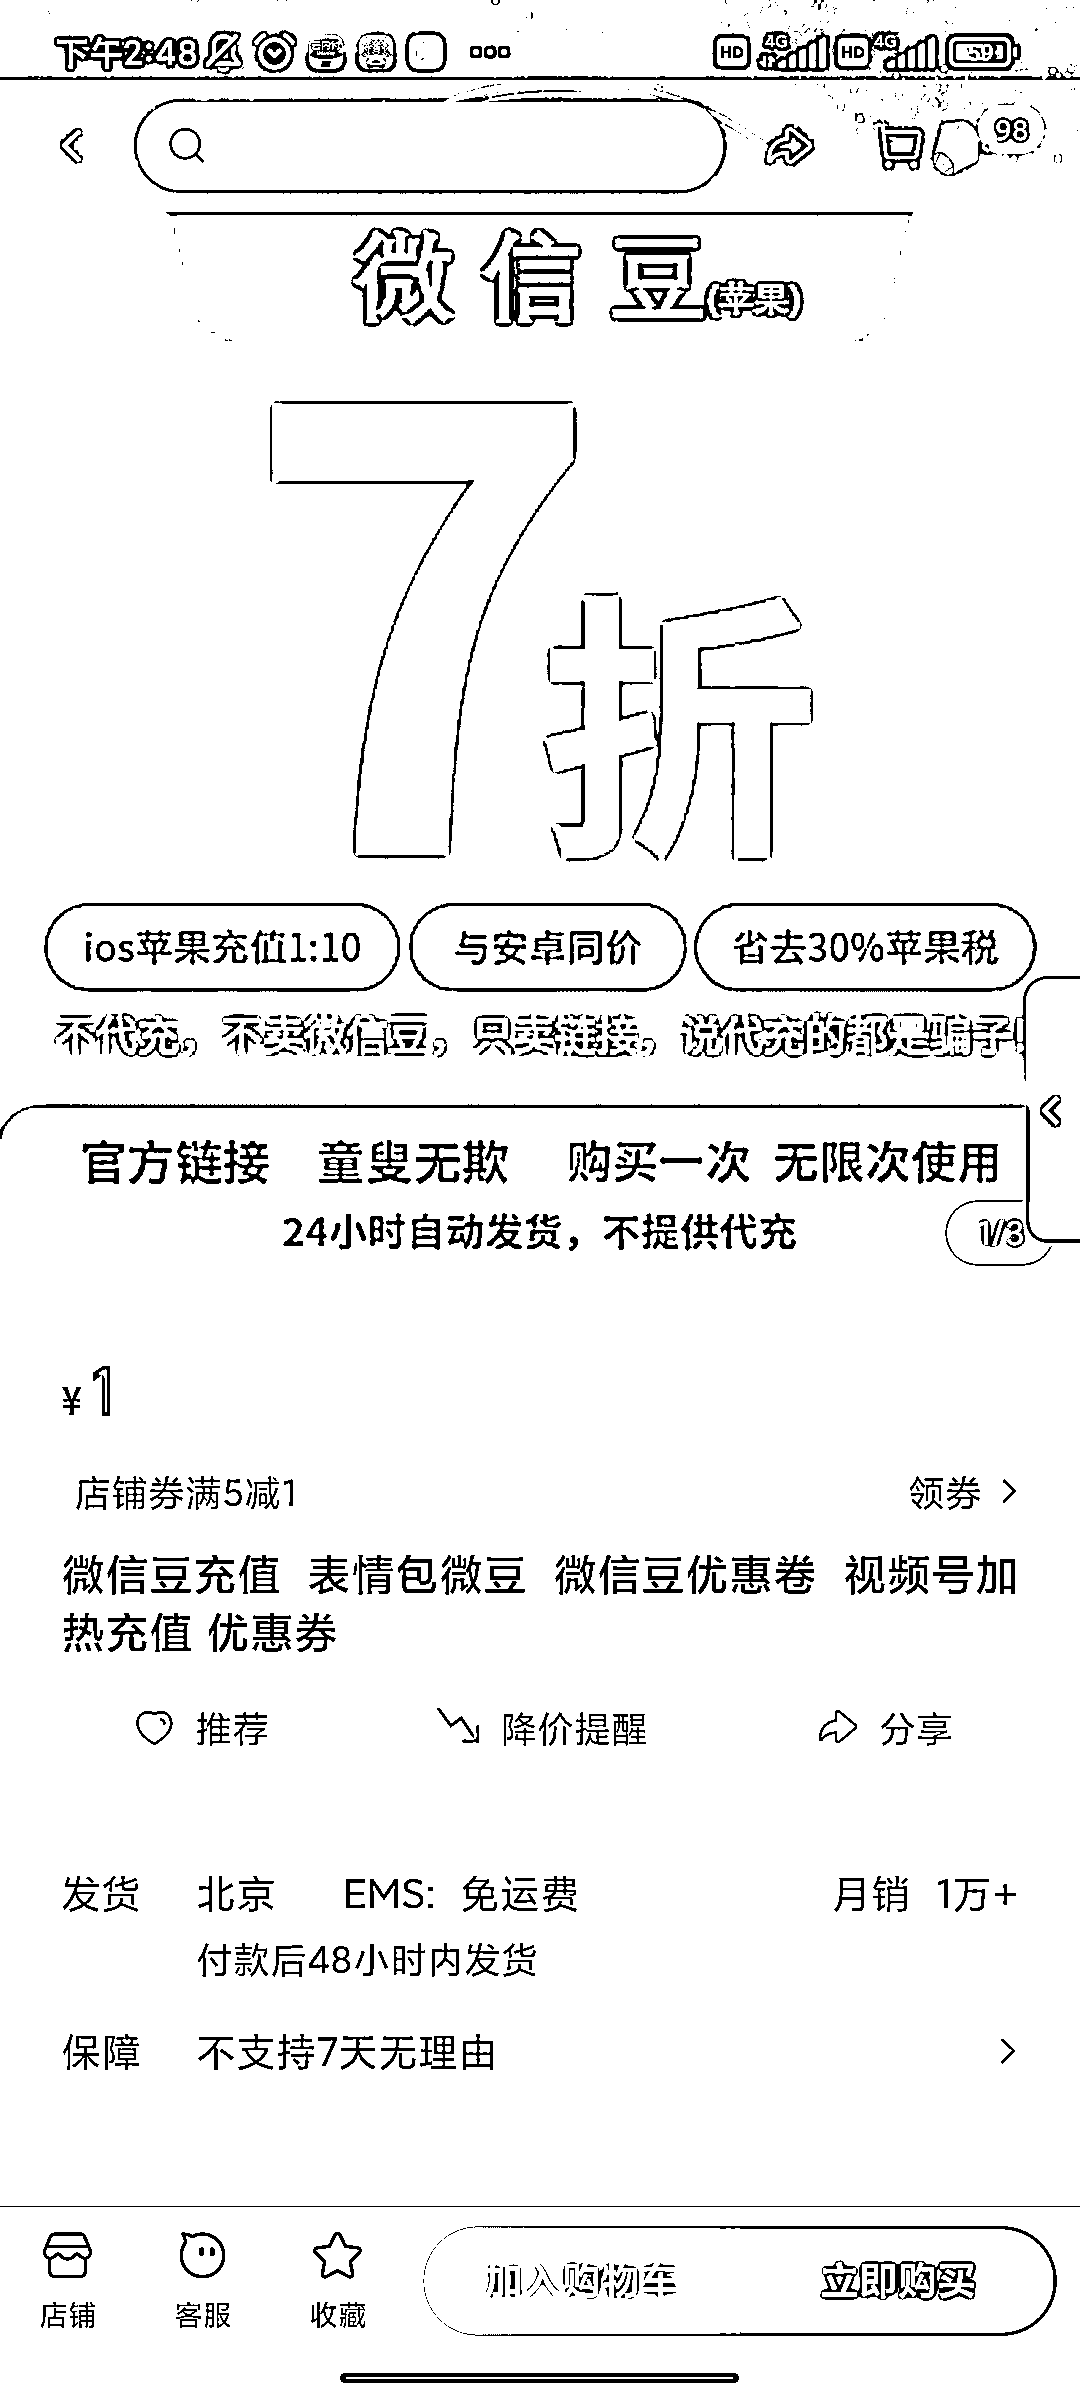 下午2:48
HD 4G HD 4G 59
98
微信豆(苹果)
7折
ios苹果充值1:10 与安卓同价 省去30%苹果税
不代充，不卖微信豆，只卖链接，说代充的都是骗子!
官方链接 童叟无欺 购买一次 无限次使用
24小时自动发货，不提供代充
1/3
¥1
店铺券满5减1 领券
微信豆充值 表情包微豆 微信豆优惠卷 视频号加
热充值 优惠券
推荐 降价提醒 分享
发货 北京 EMS: 免运费 月销 1万+
付款后48小时内发货
保障 不支持7天无理由
店铺 客服 收藏 加入购物车 立即购买